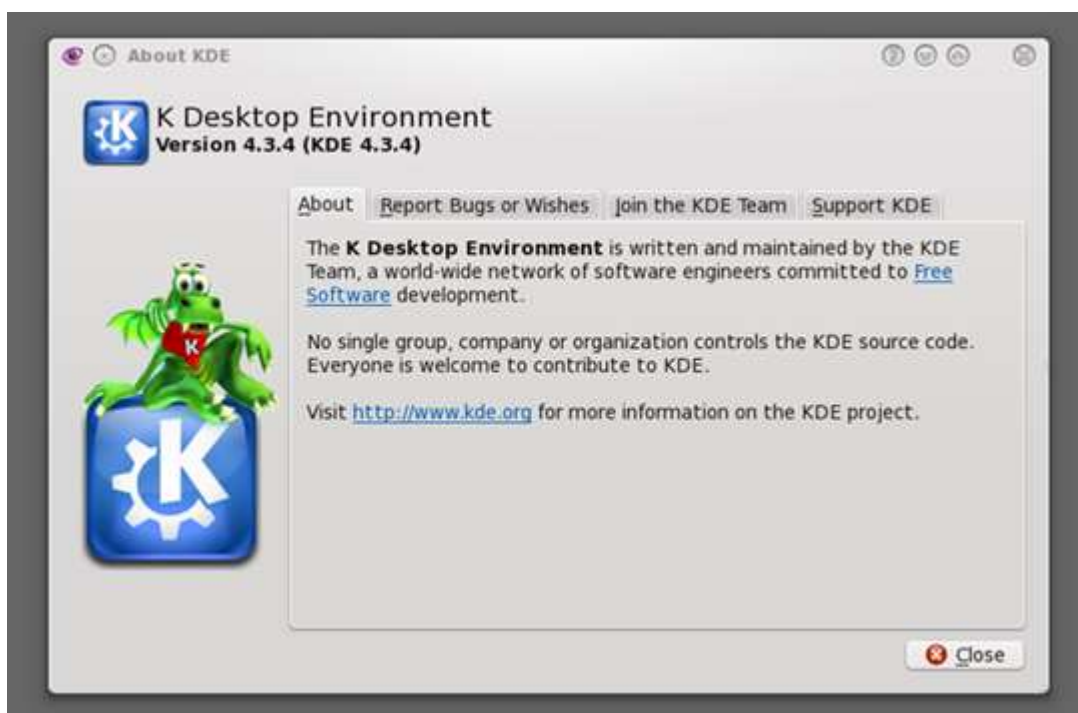 About KDE
K Desktop Environment
Version 4.3.4 (KDE 4.3.4)
About Report Bugs or Wishes Join the KDE Team Support KDE
The K Desktop Environment is written and maintained by the KDE
Team, a world-wide network of software engineers committed to Free
Software development.
No single group, company or organization controls the KDE source code.
Everyone is welcome to contribute to KDE.
Visit http://www.kde.org for more information on the KDE project.
K
K
K
Close